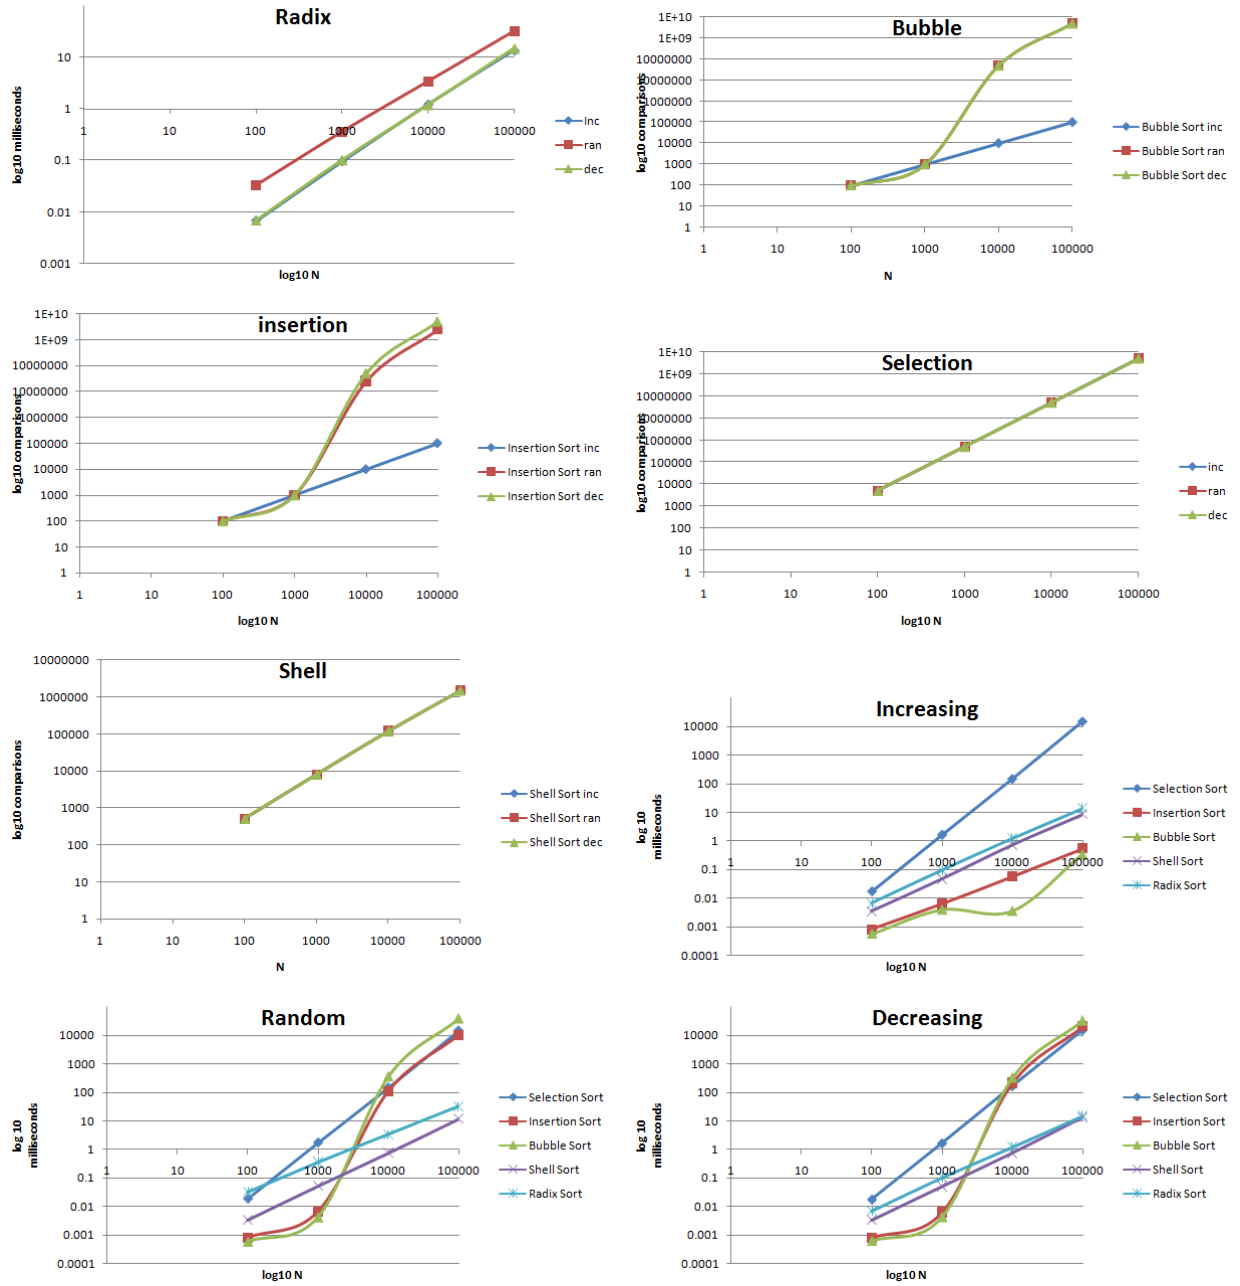 Radix
10
1
0.1
0.01
0.001
1 10 100 1000 10000 100000
log10 milliseconds
log10 N
Inc
ran
dec
Bubble
1E+10
1E+09
10000000
10000000
1000000
100000
10000
1000
100
10
1
1 10 100 1000 10000 100000
log10 comparisons
N
Bubble Sort inc
Bubble Sort ran
Bubble Sort dec
insertion
1E+10
1E+09
10000000
10000000
1000000
100000
10000
1000
100
10
1
1 10 100 1000 10000 100000
log10 comparisons
log10 N
Insertion Sort inc
Insertion Sort ran
Insertion Sort dec
Selection
1E+10
1E+09
10000000
10000000
1000000
100000
10000
1000
100
10
1
1 10 100 1000 10000 100000
log10 comparisons
log10 N
inc
ran
dec
Shell
10000000
1000000
100000
10000
1000
100
10
1
1 10 100 1000 10000 100000
log10 comparisons
N
Shell Sort inc
Shell Sort ran
Shell Sort dec
Increasing
10000
1000
100
10
1
0.1
0.01
0.001
0.0001
1 10 100 1000 10000 100000
log 10
milliseconds
log10 N
Selection Sort
Insertion Sort
Bubble Sort
Shell Sort
Radix Sort
Random
10000
1000
100
10
1
0.1
0.01
0.001
0.0001
1 10 100 1000 10000 100000
log 10
milliseconds
log10 N
Selection Sort
Insertion Sort
Bubble Sort
Shell Sort
Radix Sort
Decreasing
10000
1000
100
10
1
0.1
0.01
0.001
0.0001
1 10 100 1000 10000 100000
log 10
milliseconds
log10 N
Selection Sort
Insertion Sort
Bubble Sort
Shell Sort
Radix Sort